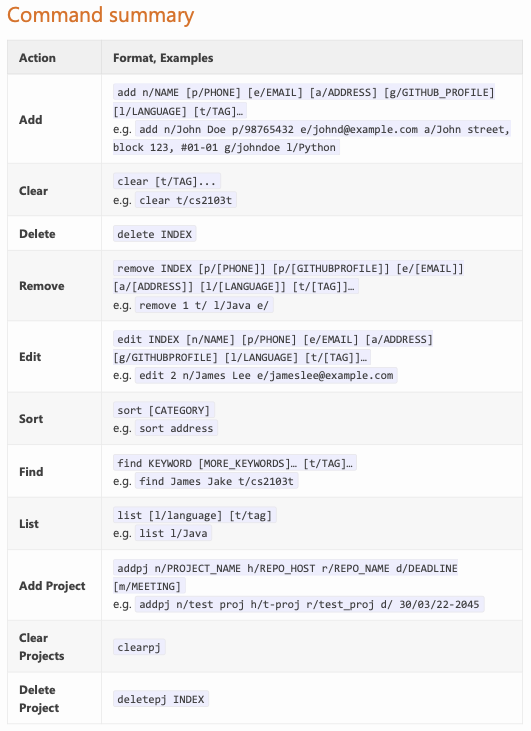 Command summary
Action Format, Examples
Add
add n/NAME [p/PHONE] [e/EMAIL] [a/ADDRESS] [g/GITHUB_PROFILE]
[l/LANGUAGE] [t/TAG]…
e.g. add n/John Doe p/98765432 e/johnd@example.com a/John street,
block 123, #01-01 g/johndoe l/Python
Clear
clear [t/TAG]...
e.g. clear t/cs2103t
Delete
delete INDEX
Remove
remove INDEX [p/[PHONE]] [p/[GITHUBPROFILE]] [e/[EMAIL]]
[a/[ADDRESS]] [l/[LANGUAGE]] [t/[TAG]]…
e.g. remove 1 t/ l/Java e/
Edit
edit INDEX [n/NAME] [p/PHONE] [e/EMAIL] [a/ADDRESS]
[g/GITHUBPROFILE] [l/LANGUAGE] [t/[TAG]]…
e.g. edit 2 n/James Lee e/jameslee@example.com
Sort
sort [CATEGORY]
e.g. sort address
Find
find KEYWORD [MORE_KEYWORDS]… [t/TAG]…
e.g. find James Jake t/cs2103t
List
list [l/language] [t/tag]
e.g. list l/Java
Add Project
addpj n/PROJECT_NAME h/REPO_HOST r/REPO_NAME d/DEADLINE
[m/MEETING]
e.g. addpj n/test proj h/t-proj r/test_proj d/ 30/03/22-2045
Clear
Projects
clearpj
Delete
Project
deletepj INDEX